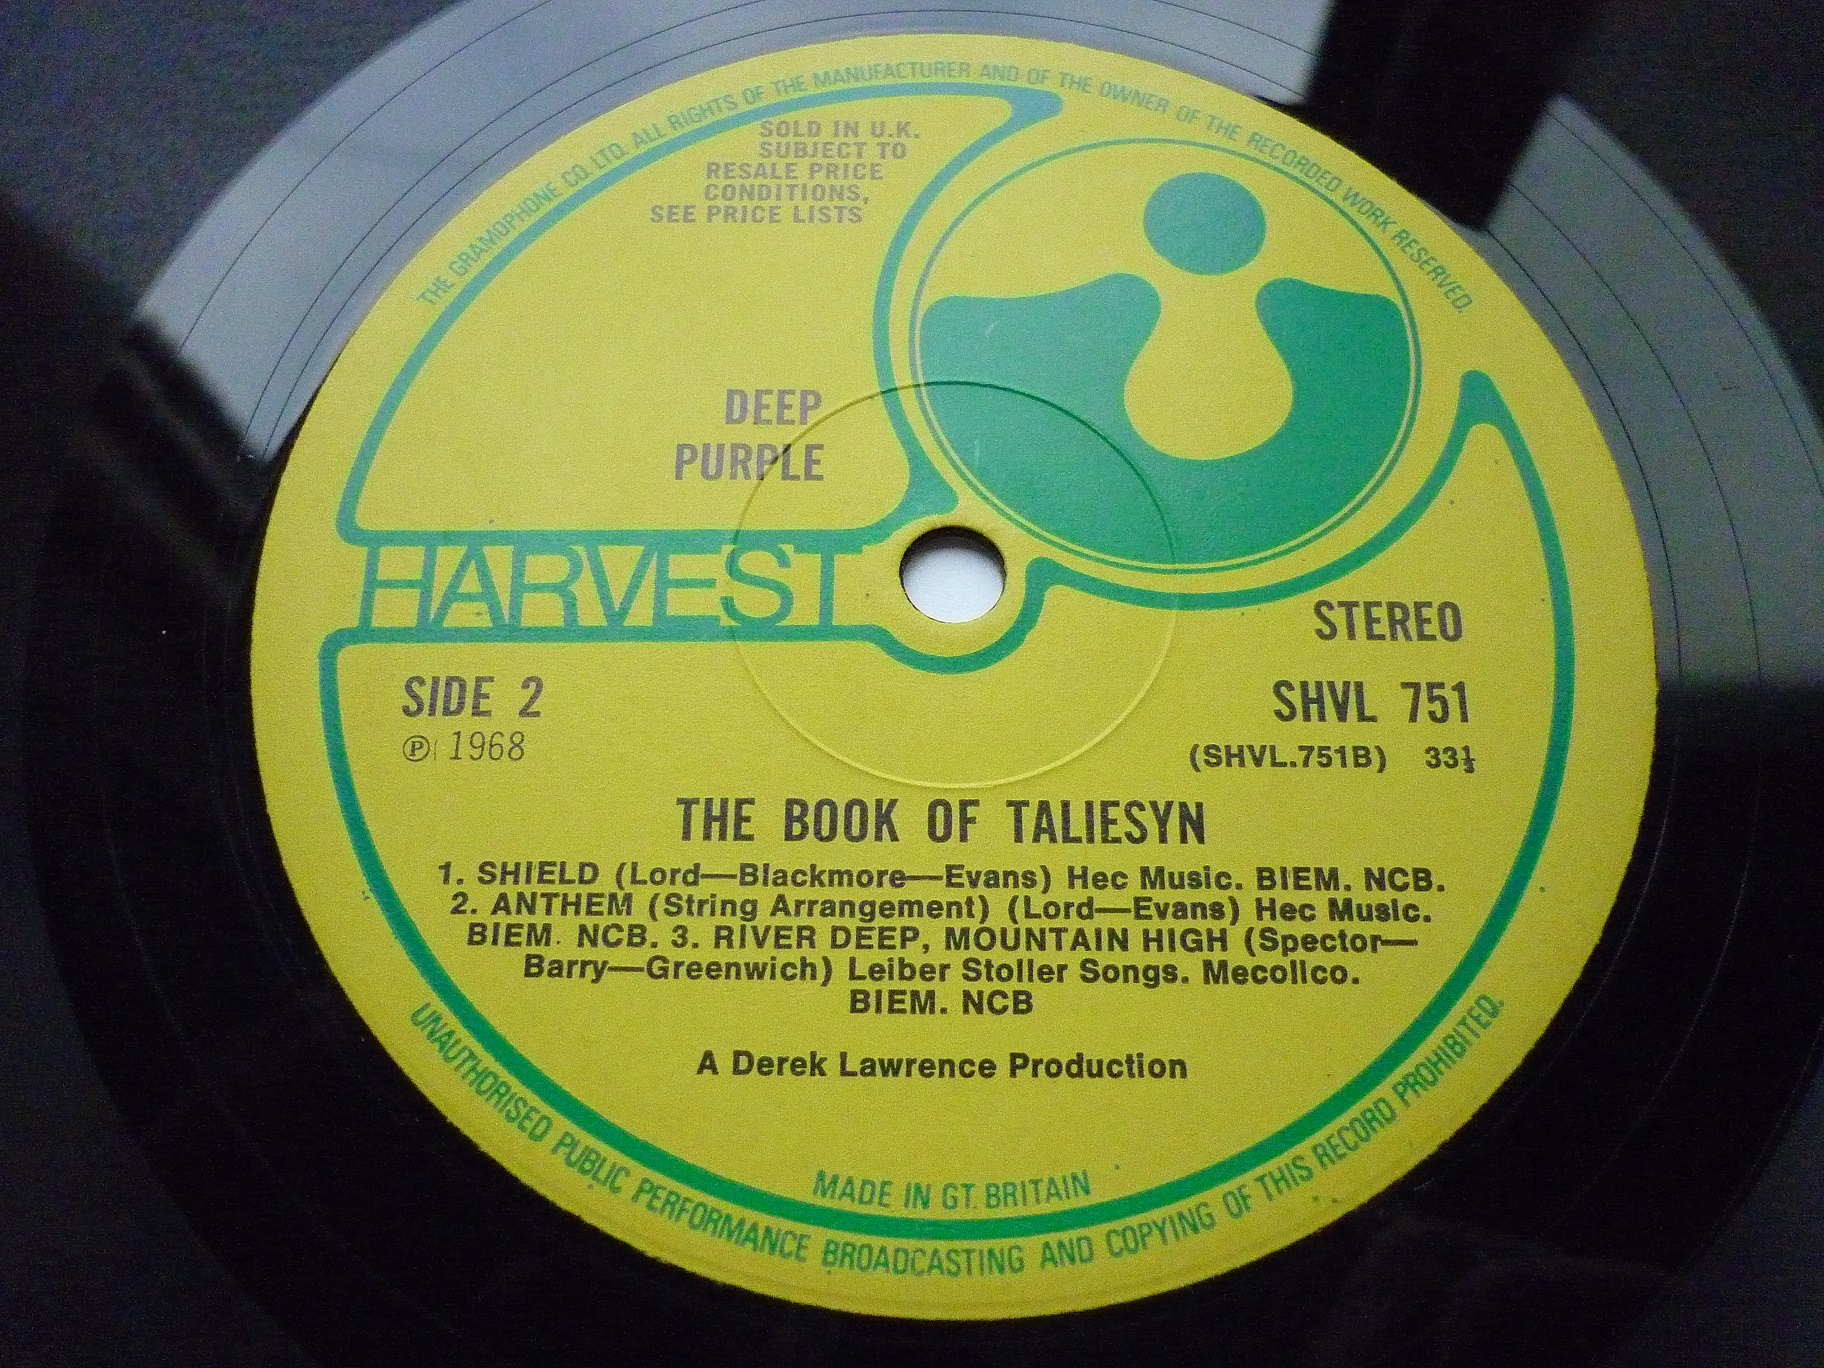 THE GRAMOPHONE CO. LTD. ALL RIGHTS OF THE MANUFACTURER AND OF THE OWNER OF THE RECORDED WORK RESERVED.
SOLD IN U.K.
SUBJECT TO
RESALE PRICE
CONDITIONS,
SEE PRICE LISTS
DEEP
PURPLE
HARVEST
STEREO
SIDE 2
SHVL 751
℗ 1968
(SHVL.751B) 33⅓
THE BOOK OF TALIESYN
1. SHIELD (Lord—Blackmore—Evans) Hec Music. BIEM. NCB.
2. ANTHEM (String Arrangement) (Lord—Evans) Hec Music.
BIEM. NCB. 3. RIVER DEEP, MOUNTAIN HIGH (Spector—
Barry—Greenwich) Leiber Stoller Songs. Mecolico.
BIEM. NCB
A Derek Lawrence Production
MADE IN GT. BRITAIN
UNAUTHORISED PUBLIC PERFORMANCE BROADCASTING AND COPYING OF THIS RECORD PROHIBITED.